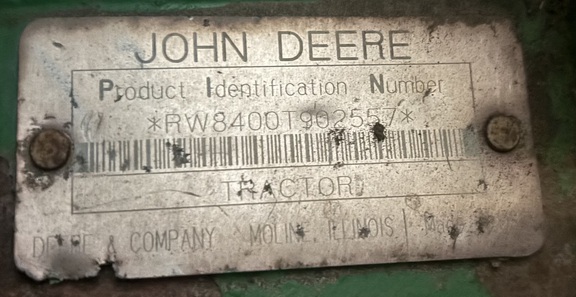 JOHN DEERE
Product Identification Number
*RW8400T902557*
TRACTOR
DEERE & COMPANY MOLINE, ILLINOIS